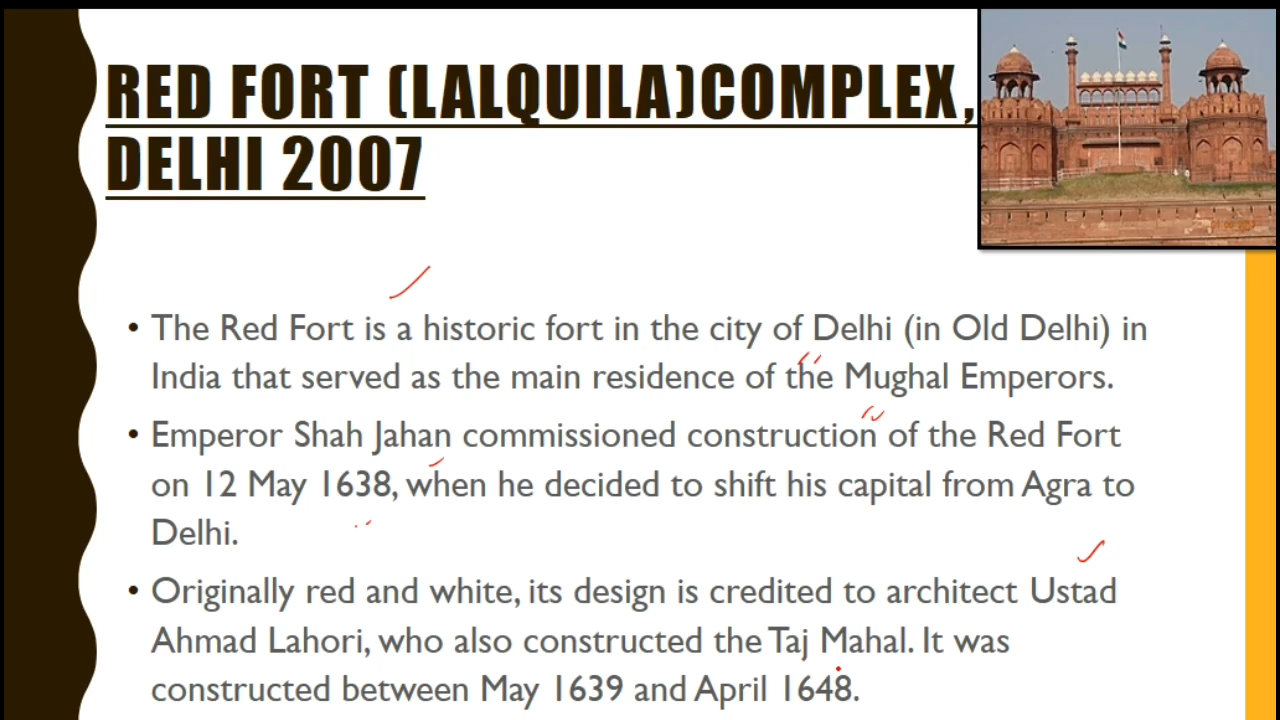 RED FORT (LALQUILA)COMPLEX,
DELHI 2007
• The Red Fort is a historic fort in the city of Delhi (in Old Delhi) in
India that served as the main residence of the Mughal Emperors.
• Emperor Shah Jahan commissioned construction of the Red Fort
on 12 May 1638, when he decided to shift his capital from Agra to
Delhi.
• Originally red and white, its design is credited to architect Ustad
Ahmad Lahori, who also constructed the Taj Mahal. It was
constructed between May 1639 and April 1648.